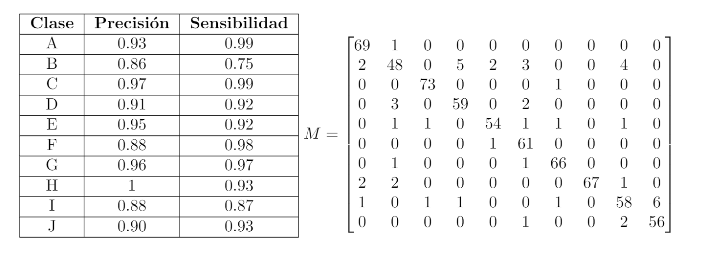 Clase Precisión Sensibilidad
A 0.93 0.99
B 0.86 0.75
C 0.97 0.99
D 0.91 0.92
E 0.95 0.92
F 0.88 0.98
G 0.96 0.97
H 1 0.93
I 0.88 0.87
J 0.90 0.93
M =
69 1 0 0 0 0 0 0 0 0
2 48 0 5 2 3 0 0 4 0
0 0 73 0 0 0 1 0 0 0
0 3 0 59 0 2 0 0 0 0
0 1 1 0 54 1 1 0 1 0
0 0 0 0 1 61 0 0 0 0
0 1 0 0 0 1 66 0 0 0
2 2 0 0 0 0 0 67 1 0
1 0 1 1 0 0 1 0 58 6
0 0 0 0 0 1 0 0 2 56